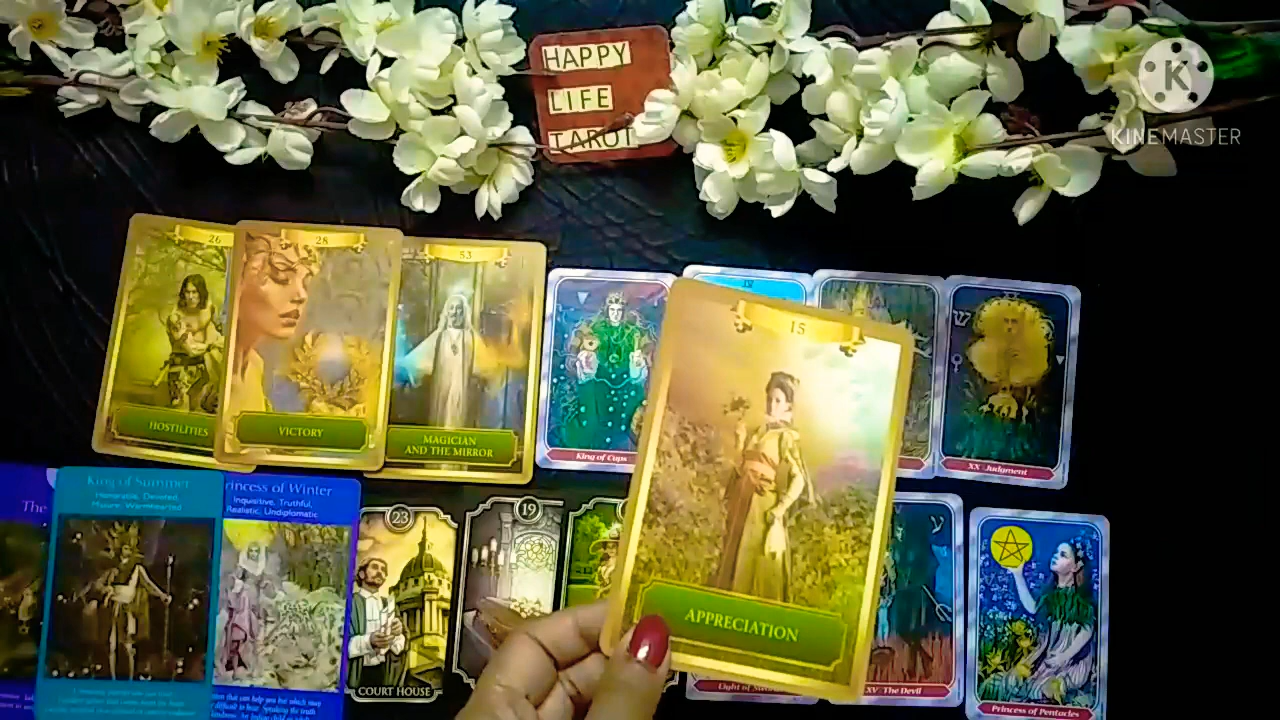 HAPPY
LIFE
TAROT
KINEMASTER
26
HOSTILITIES
28
VICTORY
53
MAGICIAN
AND THE MIRROR
King of Cups
IV
15
APPRECIATION
XX Judgment
The
King of Summer
Honorable, Devoted,
Mature, Warmhearted
rincess of Winter
Inquisitive, Truthful,
Realistic, Undiplomatic
23
COURT HOUSE
19
XV The Devil
Princess of Pentacles